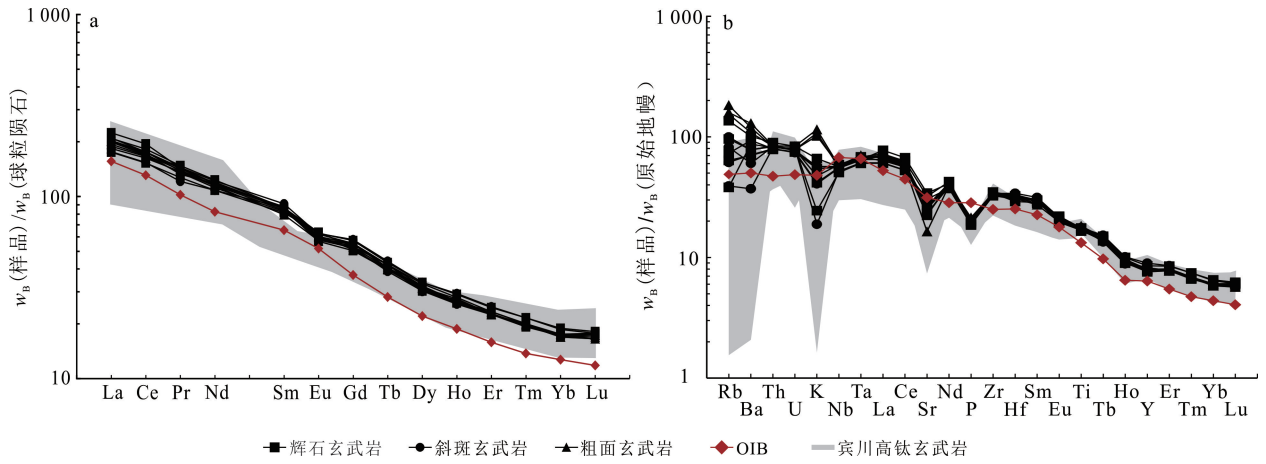 a
1 000
100
10
w_B(样品)/w_B(球粒陨石)
La Ce Pr Nd Sm Eu Gd Tb Dy Ho Er Tm Yb Lu
b
1 000
100
10
1
w_B(样品)/w_B(原始地幔)
Rb Th K Ta Ce Nd Zr Sm Ti Ho Er Yb
Ba U Nb La Sr P Hf Eu Tb Y Tm Lu
辉石玄武岩 斜斑玄武岩 粗面玄武岩 OIB 宾川高钛玄武岩